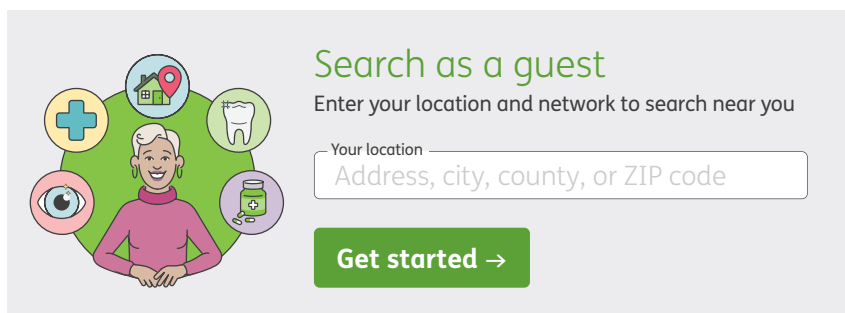 Search as a guest
Enter your location and network to search near you
Your location
Address, city, county, or ZIP code
Get started →